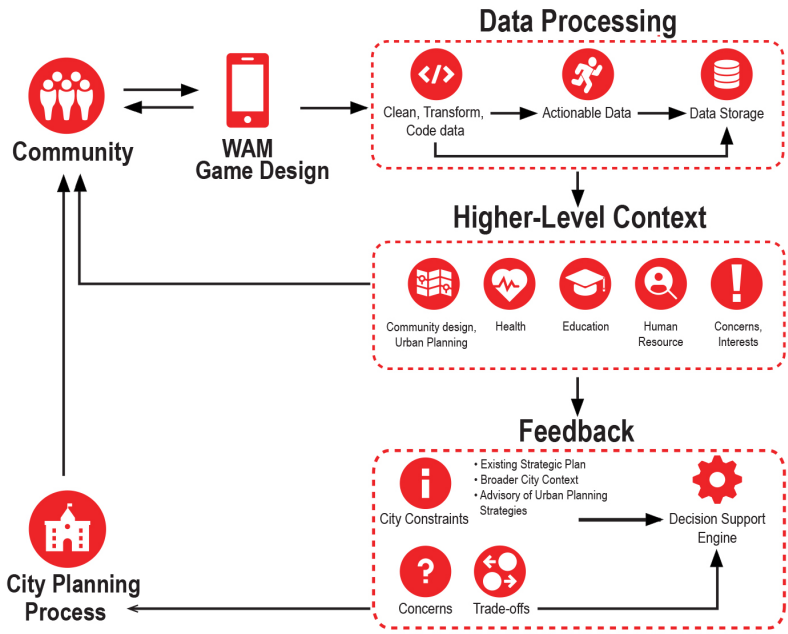 Data Processing
Clean, Transform,
Code data
Actionable Data
Data Storage
Community
WAM
Game Design
Higher-Level Context
Community design,
Urban Planning
Health
Education
Human
Resource
Concerns,
Interests
Feedback
• Existing Strategic Plan
• Broader City Context
• Advisory of Urban Planning
Strategies
City Constraints
Decision Support
Engine
Concerns
Trade-offs
City Planning
Process